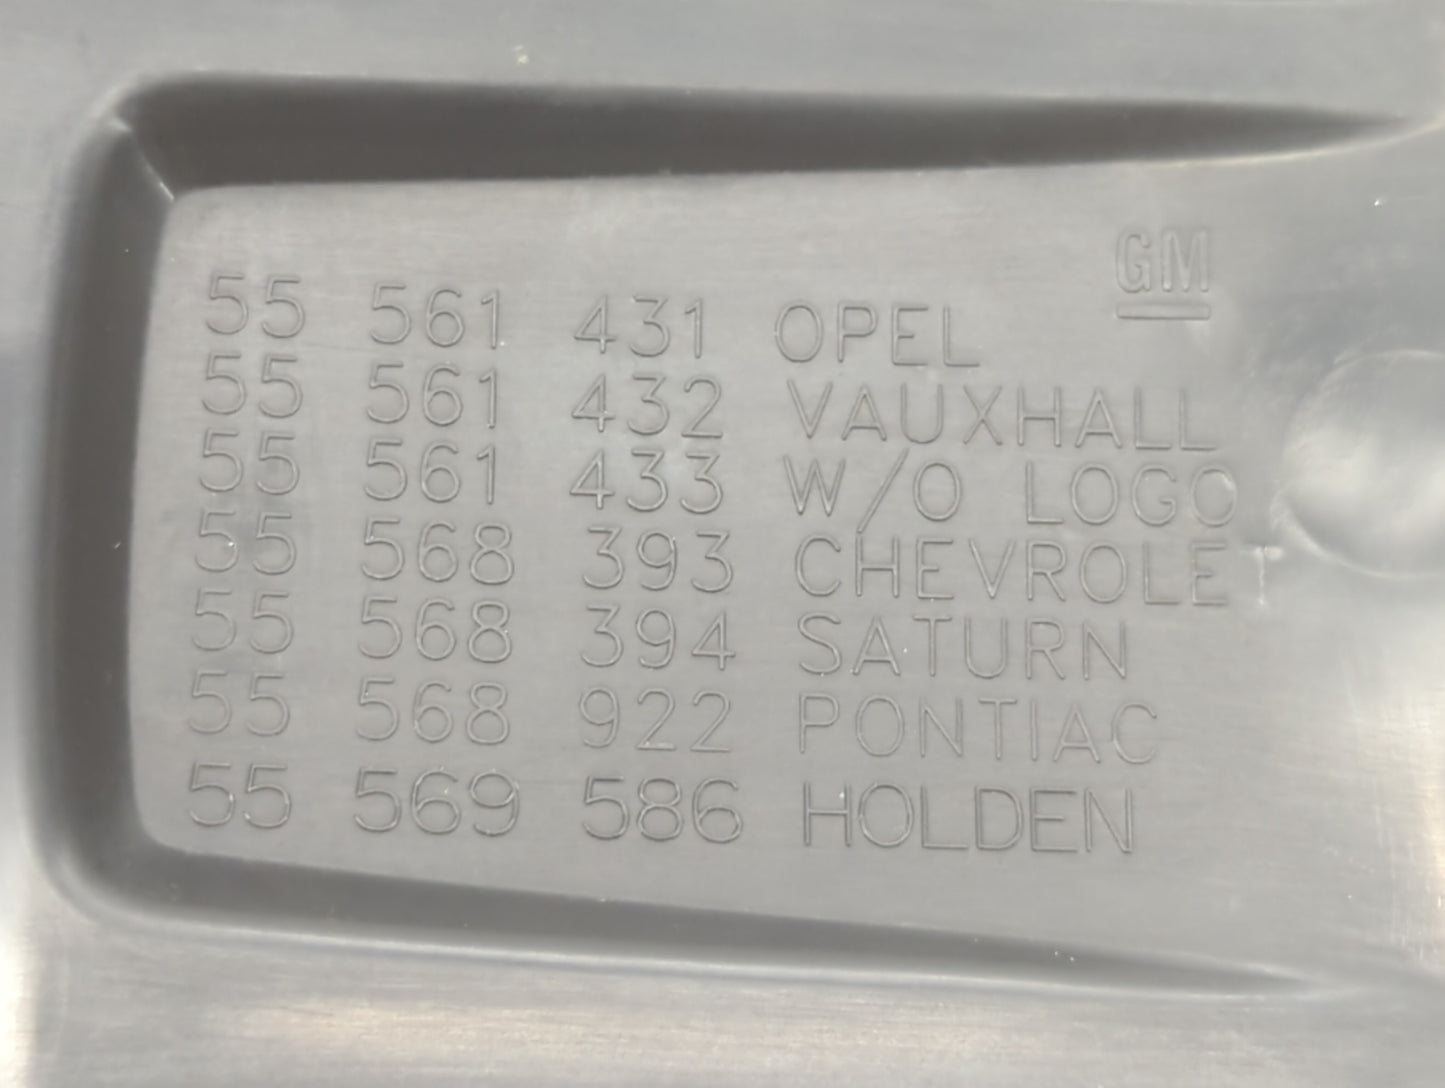 GM
55 561 431 OPEL
55 561 432 VAUXHALL
55 561 433 W/O LOGO
55 568 393 CHEVROLET
55 568 394 SATURN
55 568 922 PONTIAC
55 569 586 HOLDEN